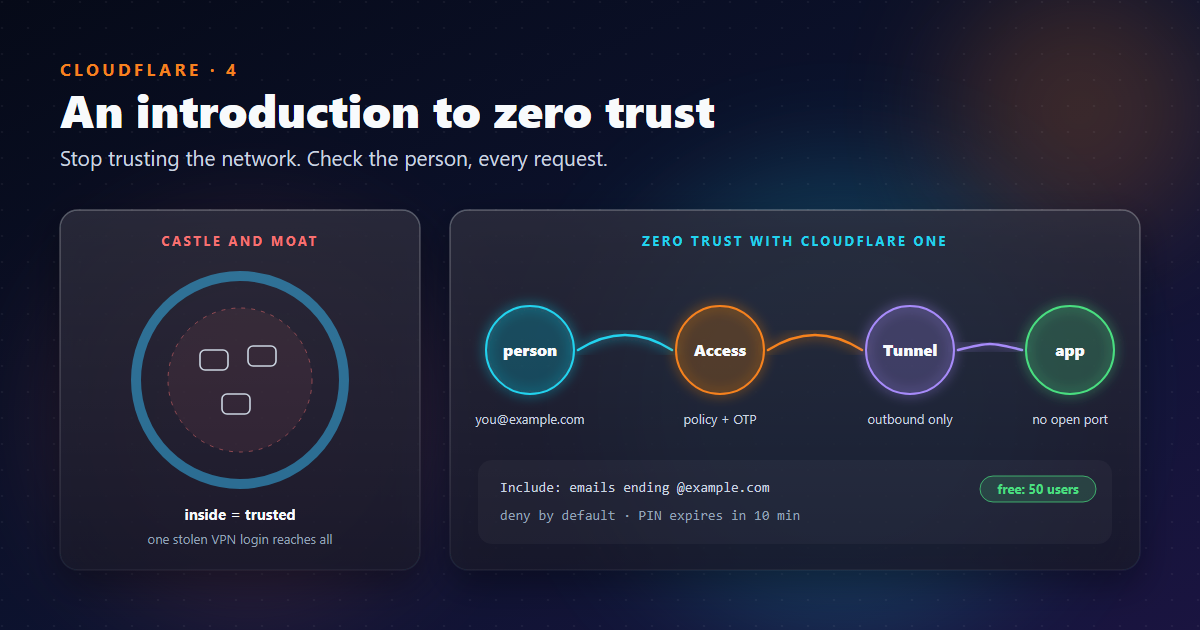 CLOUDFLARE · 4
An introduction to zero trust
Stop trusting the network. Check the person, every request.
CASTLE AND MOAT
inside = trusted
one stolen VPN login reaches all
ZERO TRUST WITH CLOUDFLARE ONE
person
Access
Tunnel
app
you@example.com
policy + OTP
outbound only
no open port
Include: emails ending @example.com
free: 50 users
deny by default · PIN expires in 10 min